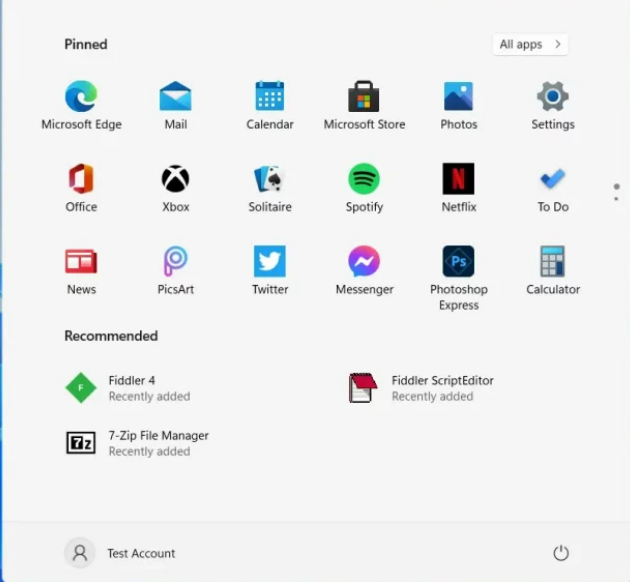 Pinned
All apps
Microsoft Edge
Mail
Calendar
Microsoft Store
Photos
Settings
Office
Xbox
Solitaire
Spotify
Netflix
To Do
News
PicsArt
Twitter
Messenger
Photoshop
Express
Calculator
N
Ps
Recommended
F
Fiddler 4
Recently added
Fiddler ScriptEditor
Recently added
7z
7-Zip File Manager
Recently added
Test Account